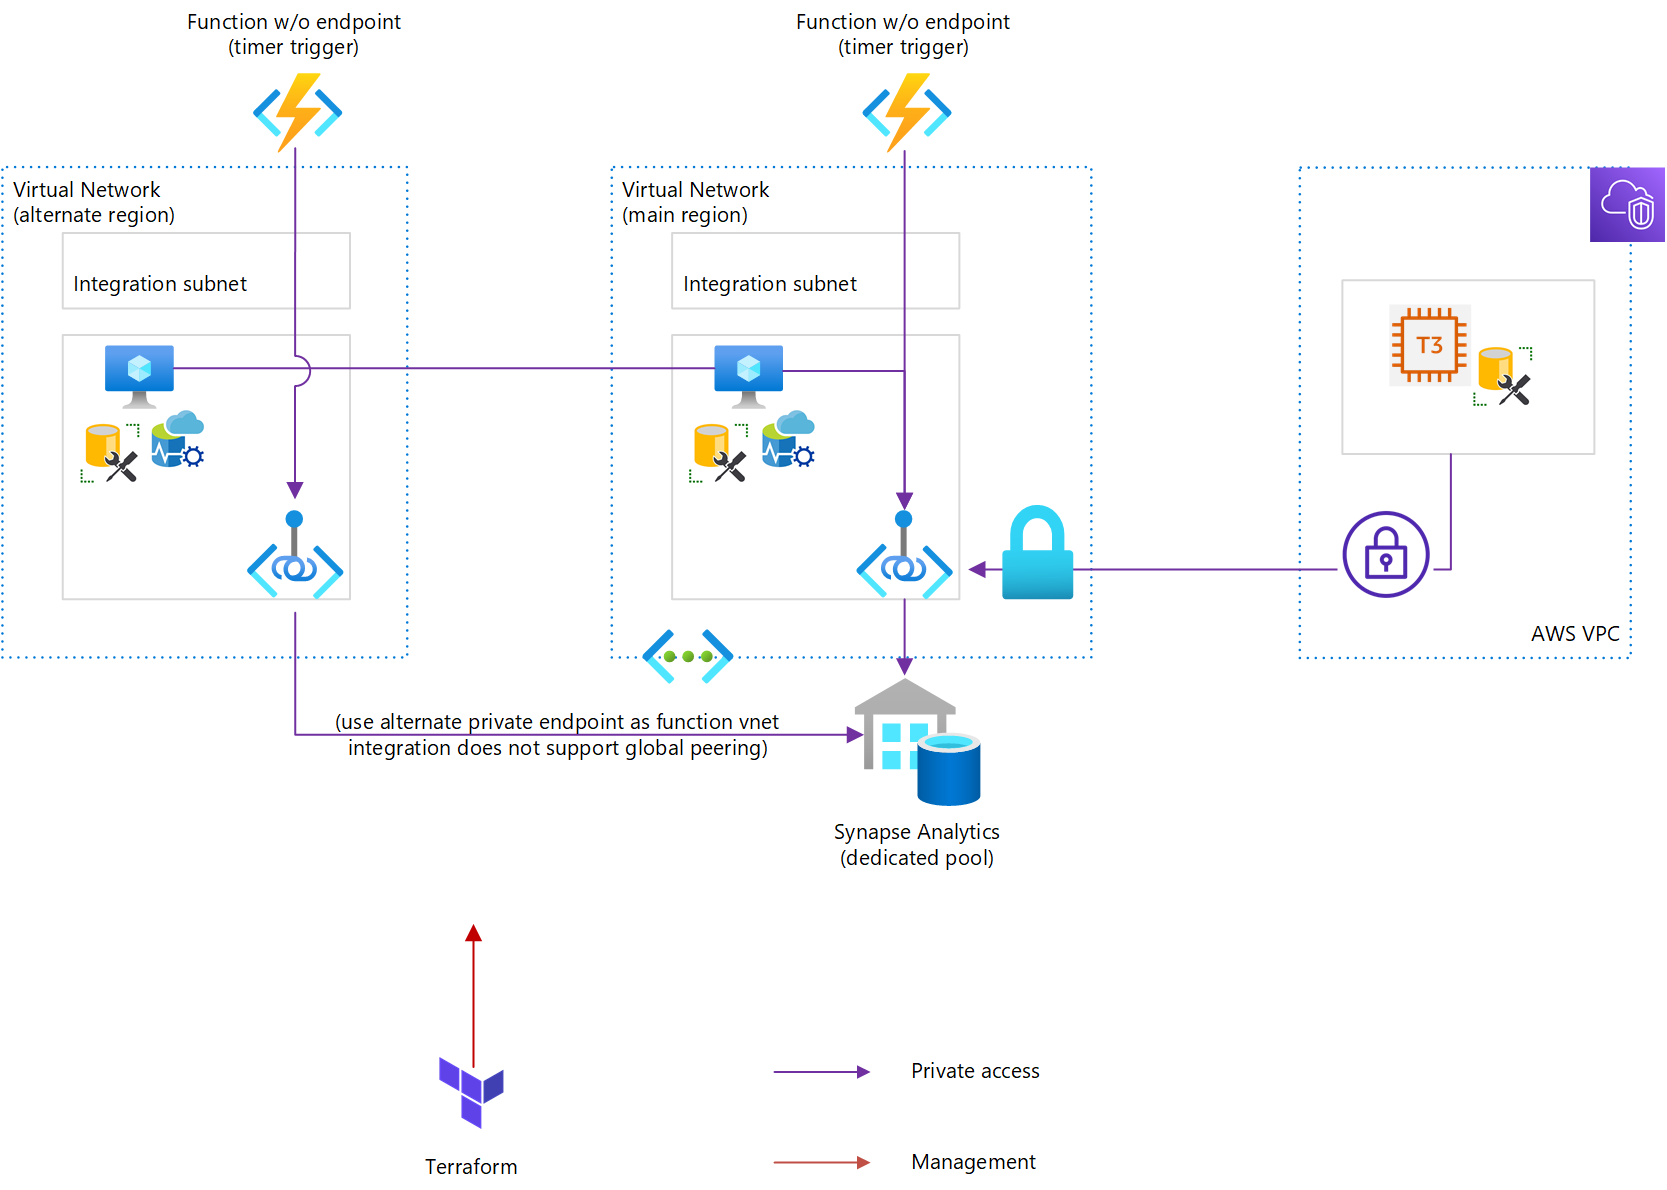 Function w/o endpoint
(timer trigger)
Function w/o endpoint
(timer trigger)
Virtual Network
(alternate region)
Integration subnet
Virtual Network
(main region)
Integration subnet
T3
AWS VPC
(use alternate private endpoint as function vnet
integration does not support global peering)
Synapse Analytics
(dedicated pool)
Terraform
Private access
Management